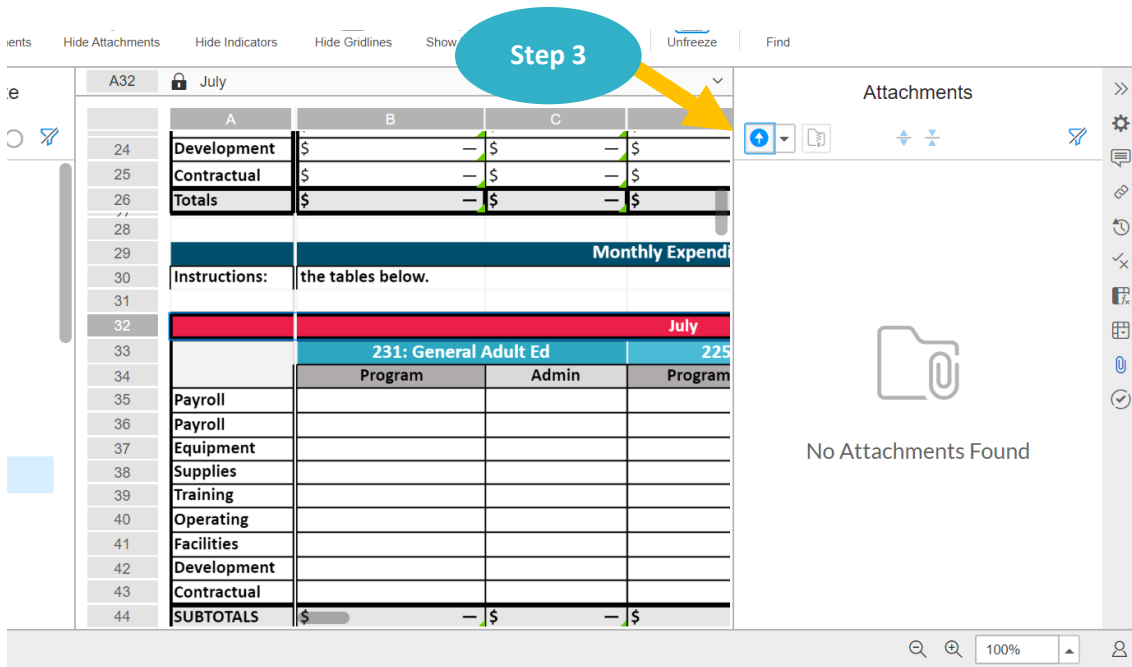 ents Hide Attachments Hide Indicators Hide Gridlines Show Unfreeze Find
Step 3
te
A32 July
Attachments
A B C
24 Development $ — $ — $
25 Contractual $ — $ — $
26 Totals $ — $ — $
27
28
29 Monthly Expendi
30 Instructions: the tables below.
31
32 July
33 231: General Adult Ed 225
34 Program Admin Program
35 Payroll
36 Payroll
37 Equipment
38 Supplies
39 Training
40 Operating
41 Facilities
42 Development
43 Contractual
44 SUBTOTALS $ — $ — $
No Attachments Found
100%